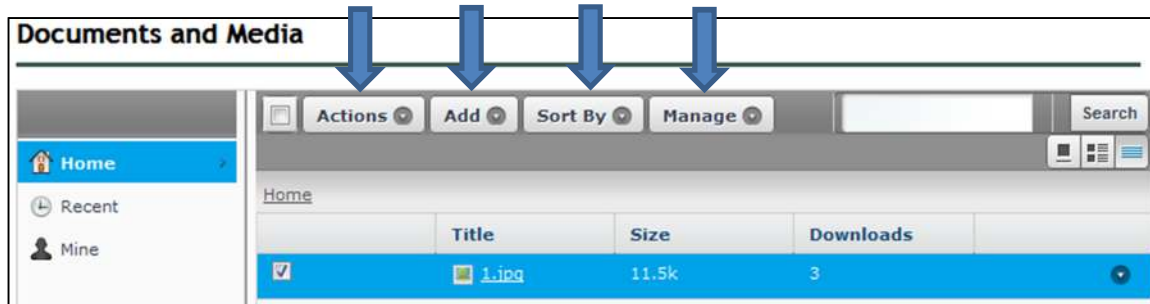 Documents and Media
Actions Add Sort By Manage Search
Home
Recent
Mine
Home
Title Size Downloads
1.jpg 11.5k 3